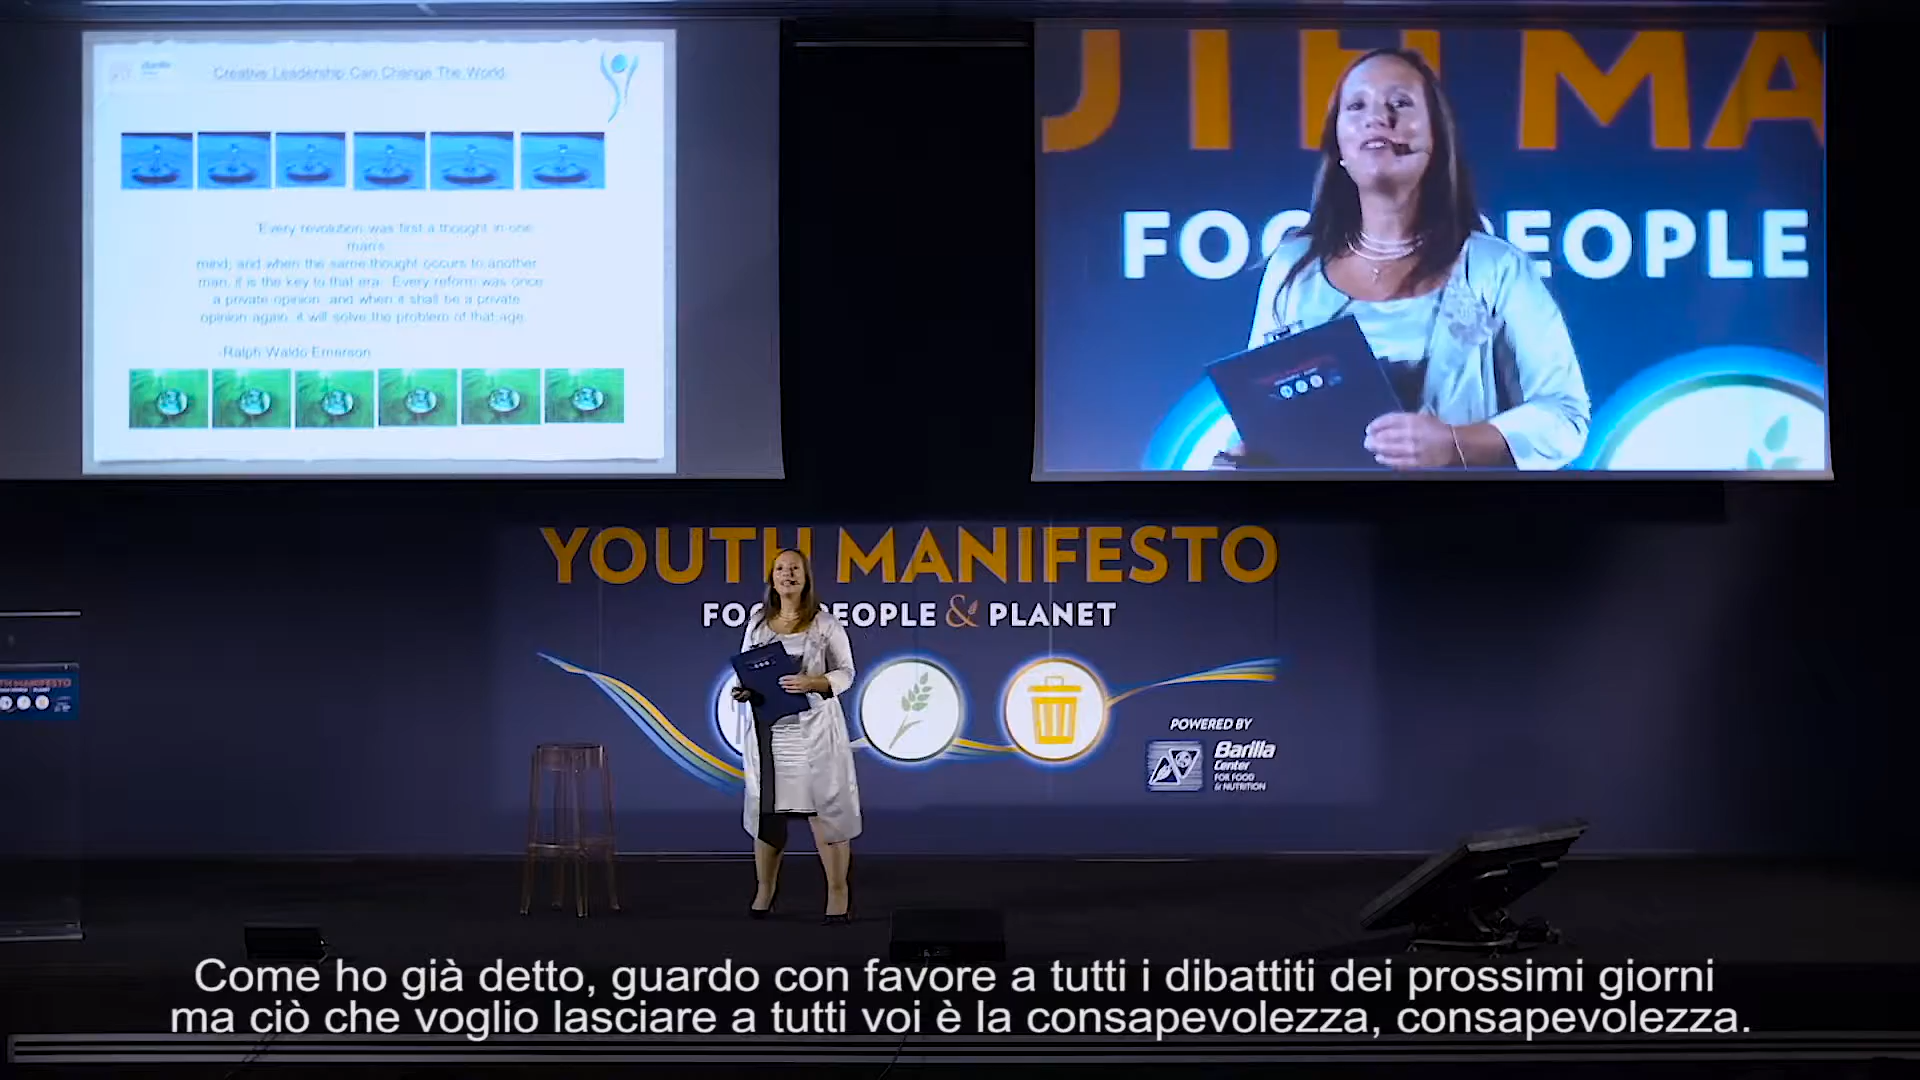 Creative Leadership Can Change The World
"Every revolution was first a thought in one
man's
mind, and when the same thought occurs to another
man, it is the key to that era. Every reform was once
a private opinion, and when it shall be a private
opinion again, it will solve the problem of that age.
-Ralph Waldo Emerson
UTH MA
FOO PEOPLE
YOUTH MANIFESTO
FOO PEOPLE & PLANET
POWERED BY
Barilla
Center
FOR FOOD
& NUTRITION
TH MANIFESTO
Come ho già detto, guardo con favore a tutti i dibattiti dei prossimi giorni
ma ciò che voglio lasciare a tutti voi è la consapevolezza, consapevolezza.